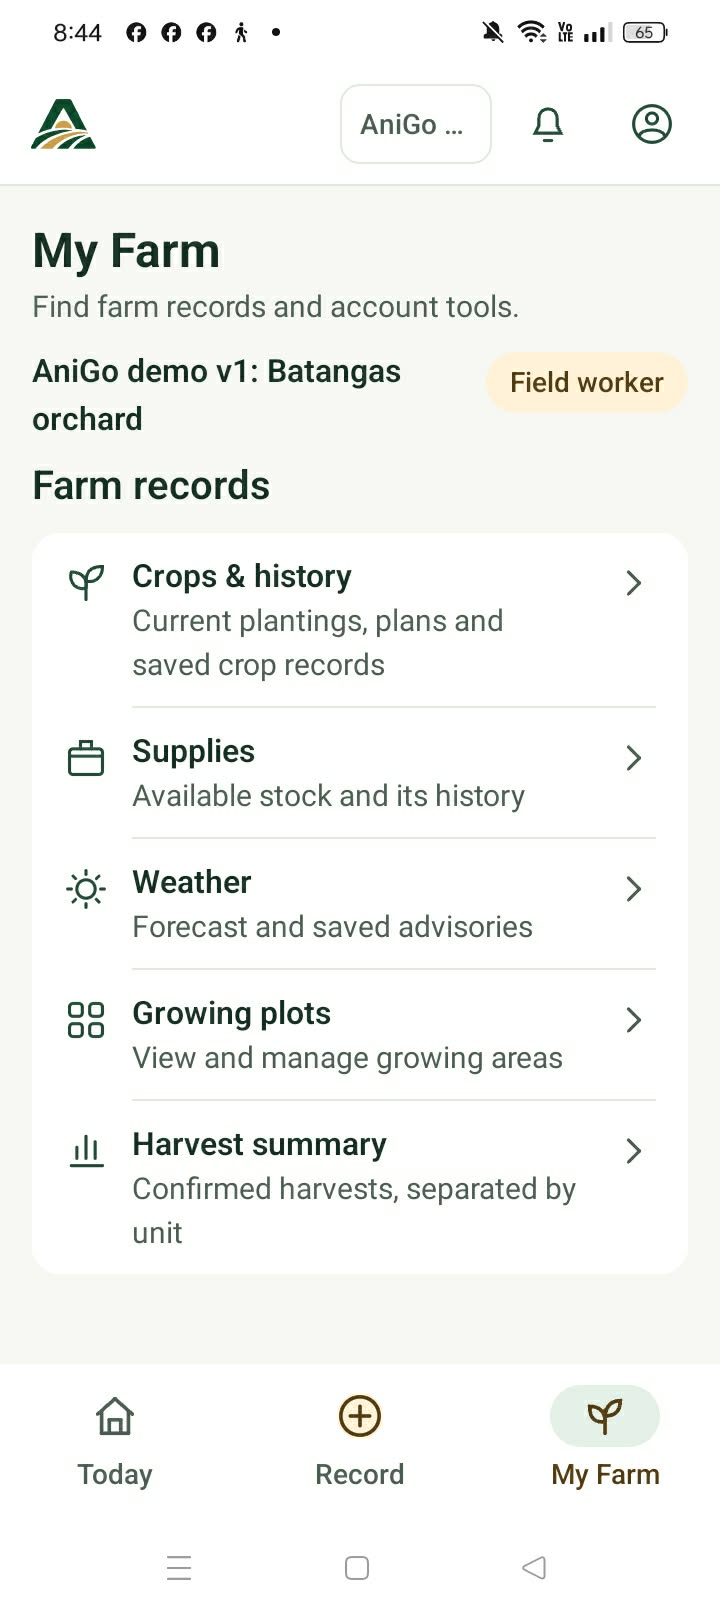 8:44
Vo
LTE
65
AniGo ...
My Farm
Find farm records and account tools.
AniGo demo v1: Batangas
orchard
Field worker
Farm records
Crops & history
Current plantings, plans and
saved crop records
Supplies
Available stock and its history
Weather
Forecast and saved advisories
Growing plots
View and manage growing areas
Harvest summary
Confirmed harvests, separated by
unit
Today
Record
My Farm